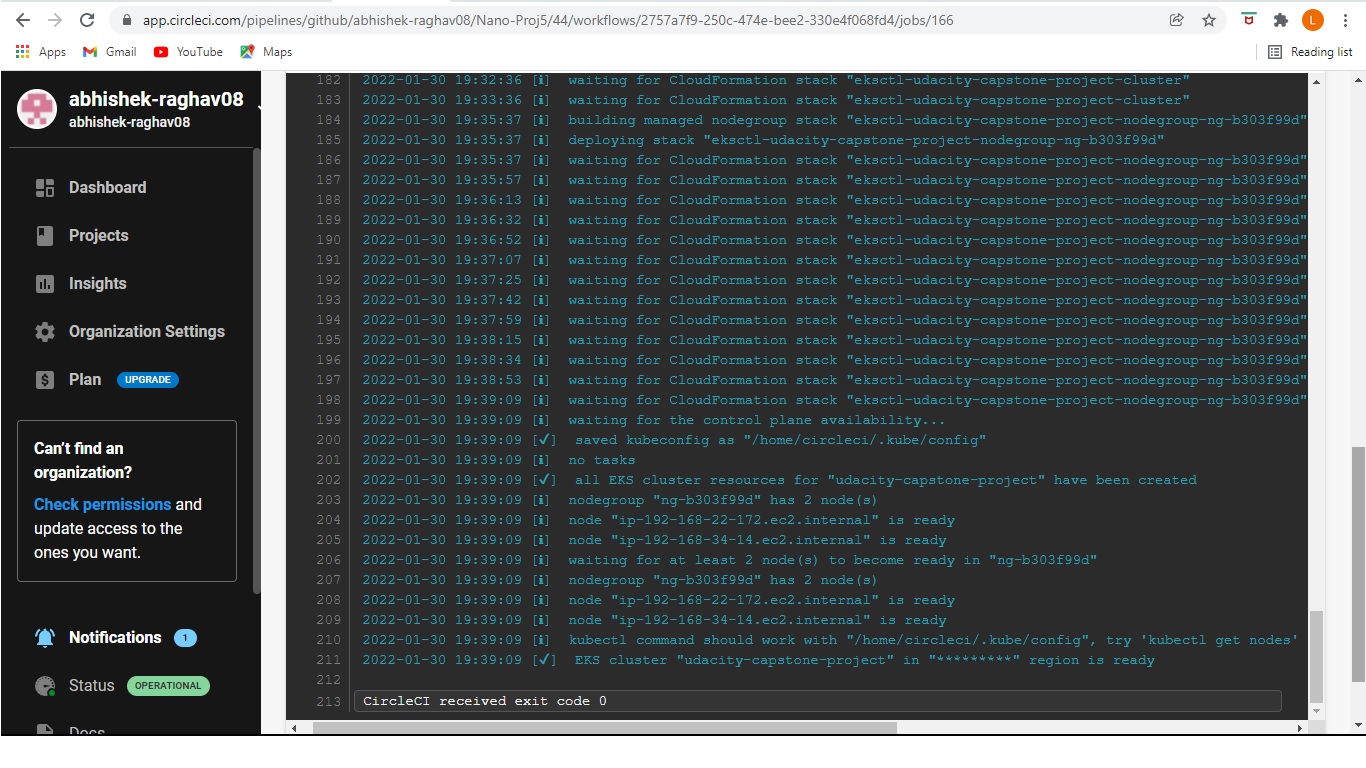 app.circleci.com/pipelines/github/abhishek-raghav08/Nano-Proj5/44/workflows/2757a7f9-250c-474e-bee2-330e4f068fd4/jobs/166
L
Apps Gmail YouTube Maps Reading list
abhishek-raghav08
abhishek-raghav08
Dashboard
Projects
Insights
Organization Settings
Plan UPGRADE
Can't find an
organization?
Check permissions and
update access to the
ones you want.
Notifications 1
Status OPERATIONAL
Docs
182 2022-01-30 19:32:36 [ℹ] waiting for CloudFormation stack "eksctl-udacity-capstone-project-cluster"
183 2022-01-30 19:33:36 [ℹ] waiting for CloudFormation stack "eksctl-udacity-capstone-project-cluster"
184 2022-01-30 19:35:37 [ℹ] building managed nodegroup stack "eksctl-udacity-capstone-project-nodegroup-ng-b303f99d"
185 2022-01-30 19:35:37 [ℹ] deploying stack "eksctl-udacity-capstone-project-nodegroup-ng-b303f99d"
186 2022-01-30 19:35:37 [ℹ] waiting for CloudFormation stack "eksctl-udacity-capstone-project-nodegroup-ng-b303f99d"
187 2022-01-30 19:35:57 [ℹ] waiting for CloudFormation stack "eksctl-udacity-capstone-project-nodegroup-ng-b303f99d"
188 2022-01-30 19:36:13 [ℹ] waiting for CloudFormation stack "eksctl-udacity-capstone-project-nodegroup-ng-b303f99d"
189 2022-01-30 19:36:32 [ℹ] waiting for CloudFormation stack "eksctl-udacity-capstone-project-nodegroup-ng-b303f99d"
190 2022-01-30 19:36:52 [ℹ] waiting for CloudFormation stack "eksctl-udacity-capstone-project-nodegroup-ng-b303f99d"
191 2022-01-30 19:37:07 [ℹ] waiting for CloudFormation stack "eksctl-udacity-capstone-project-nodegroup-ng-b303f99d"
192 2022-01-30 19:37:25 [ℹ] waiting for CloudFormation stack "eksctl-udacity-capstone-project-nodegroup-ng-b303f99d"
193 2022-01-30 19:37:42 [ℹ] waiting for CloudFormation stack "eksctl-udacity-capstone-project-nodegroup-ng-b303f99d"
194 2022-01-30 19:37:59 [ℹ] waiting for CloudFormation stack "eksctl-udacity-capstone-project-nodegroup-ng-b303f99d"
195 2022-01-30 19:38:15 [ℹ] waiting for CloudFormation stack "eksctl-udacity-capstone-project-nodegroup-ng-b303f99d"
196 2022-01-30 19:38:34 [ℹ] waiting for CloudFormation stack "eksctl-udacity-capstone-project-nodegroup-ng-b303f99d"
197 2022-01-30 19:38:53 [ℹ] waiting for CloudFormation stack "eksctl-udacity-capstone-project-nodegroup-ng-b303f99d"
198 2022-01-30 19:39:09 [ℹ] waiting for CloudFormation stack "eksctl-udacity-capstone-project-nodegroup-ng-b303f99d"
199 2022-01-30 19:39:09 [ℹ] waiting for the control plane availability...
200 2022-01-30 19:39:09 [✓] saved kubeconfig as "/home/circleci/.kube/config"
201 2022-01-30 19:39:09 [ℹ] no tasks
202 2022-01-30 19:39:09 [✓] all EKS cluster resources for "udacity-capstone-project" have been created
203 2022-01-30 19:39:09 [ℹ] nodegroup "ng-b303f99d" has 2 node(s)
204 2022-01-30 19:39:09 [ℹ] node "ip-192-168-22-172.ec2.internal" is ready
205 2022-01-30 19:39:09 [ℹ] node "ip-192-168-34-14.ec2.internal" is ready
206 2022-01-30 19:39:09 [ℹ] waiting for at least 2 node(s) to become ready in "ng-b303f99d"
207 2022-01-30 19:39:09 [ℹ] nodegroup "ng-b303f99d" has 2 node(s)
208 2022-01-30 19:39:09 [ℹ] node "ip-192-168-22-172.ec2.internal" is ready
209 2022-01-30 19:39:09 [ℹ] node "ip-192-168-34-14.ec2.internal" is ready
210 2022-01-30 19:39:09 [ℹ] kubectl command should work with "/home/circleci/.kube/config", try 'kubectl get nodes'
211 2022-01-30 19:39:09 [✓] EKS cluster "udacity-capstone-project" in "*********" region is ready
212
213 CircleCI received exit code 0